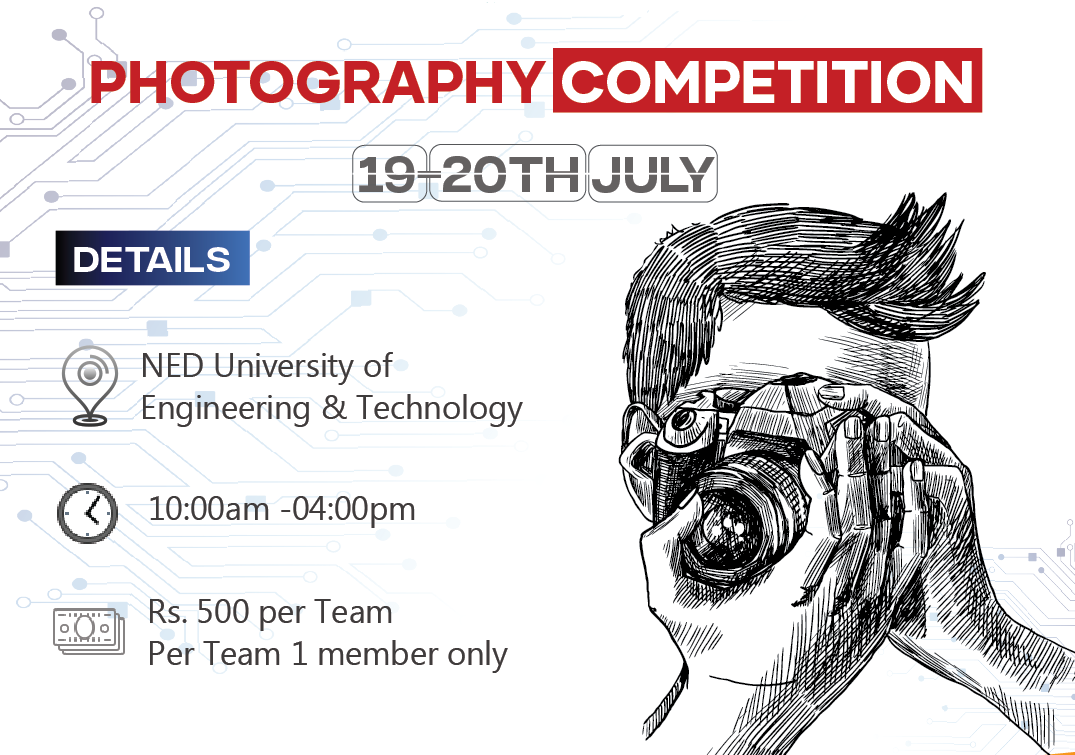 PHOTOGRAPHY COMPETITION
19-20TH JULY
DETAILS
NED University of
Engineering & Technology
10:00am -04:00pm
Rs. 500 per Team
Per Team 1 member only